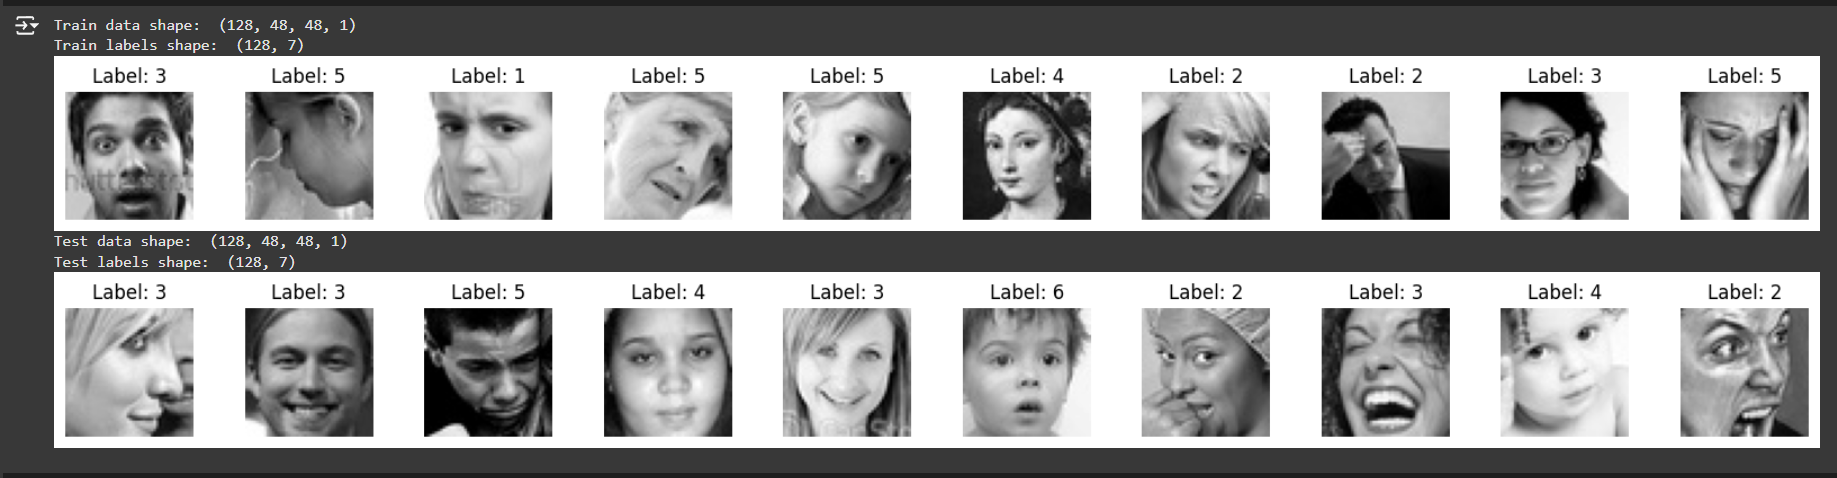 Train data shape:  (128, 48, 48, 1)
Train labels shape:  (128, 7)
Label: 3 Label: 5 Label: 1 Label: 5 Label: 5 Label: 4 Label: 2 Label: 2 Label: 3 Label: 5
Test data shape:  (128, 48, 48, 1)
Test labels shape:  (128, 7)
Label: 3 Label: 3 Label: 5 Label: 4 Label: 3 Label: 6 Label: 2 Label: 3 Label: 4 Label: 2